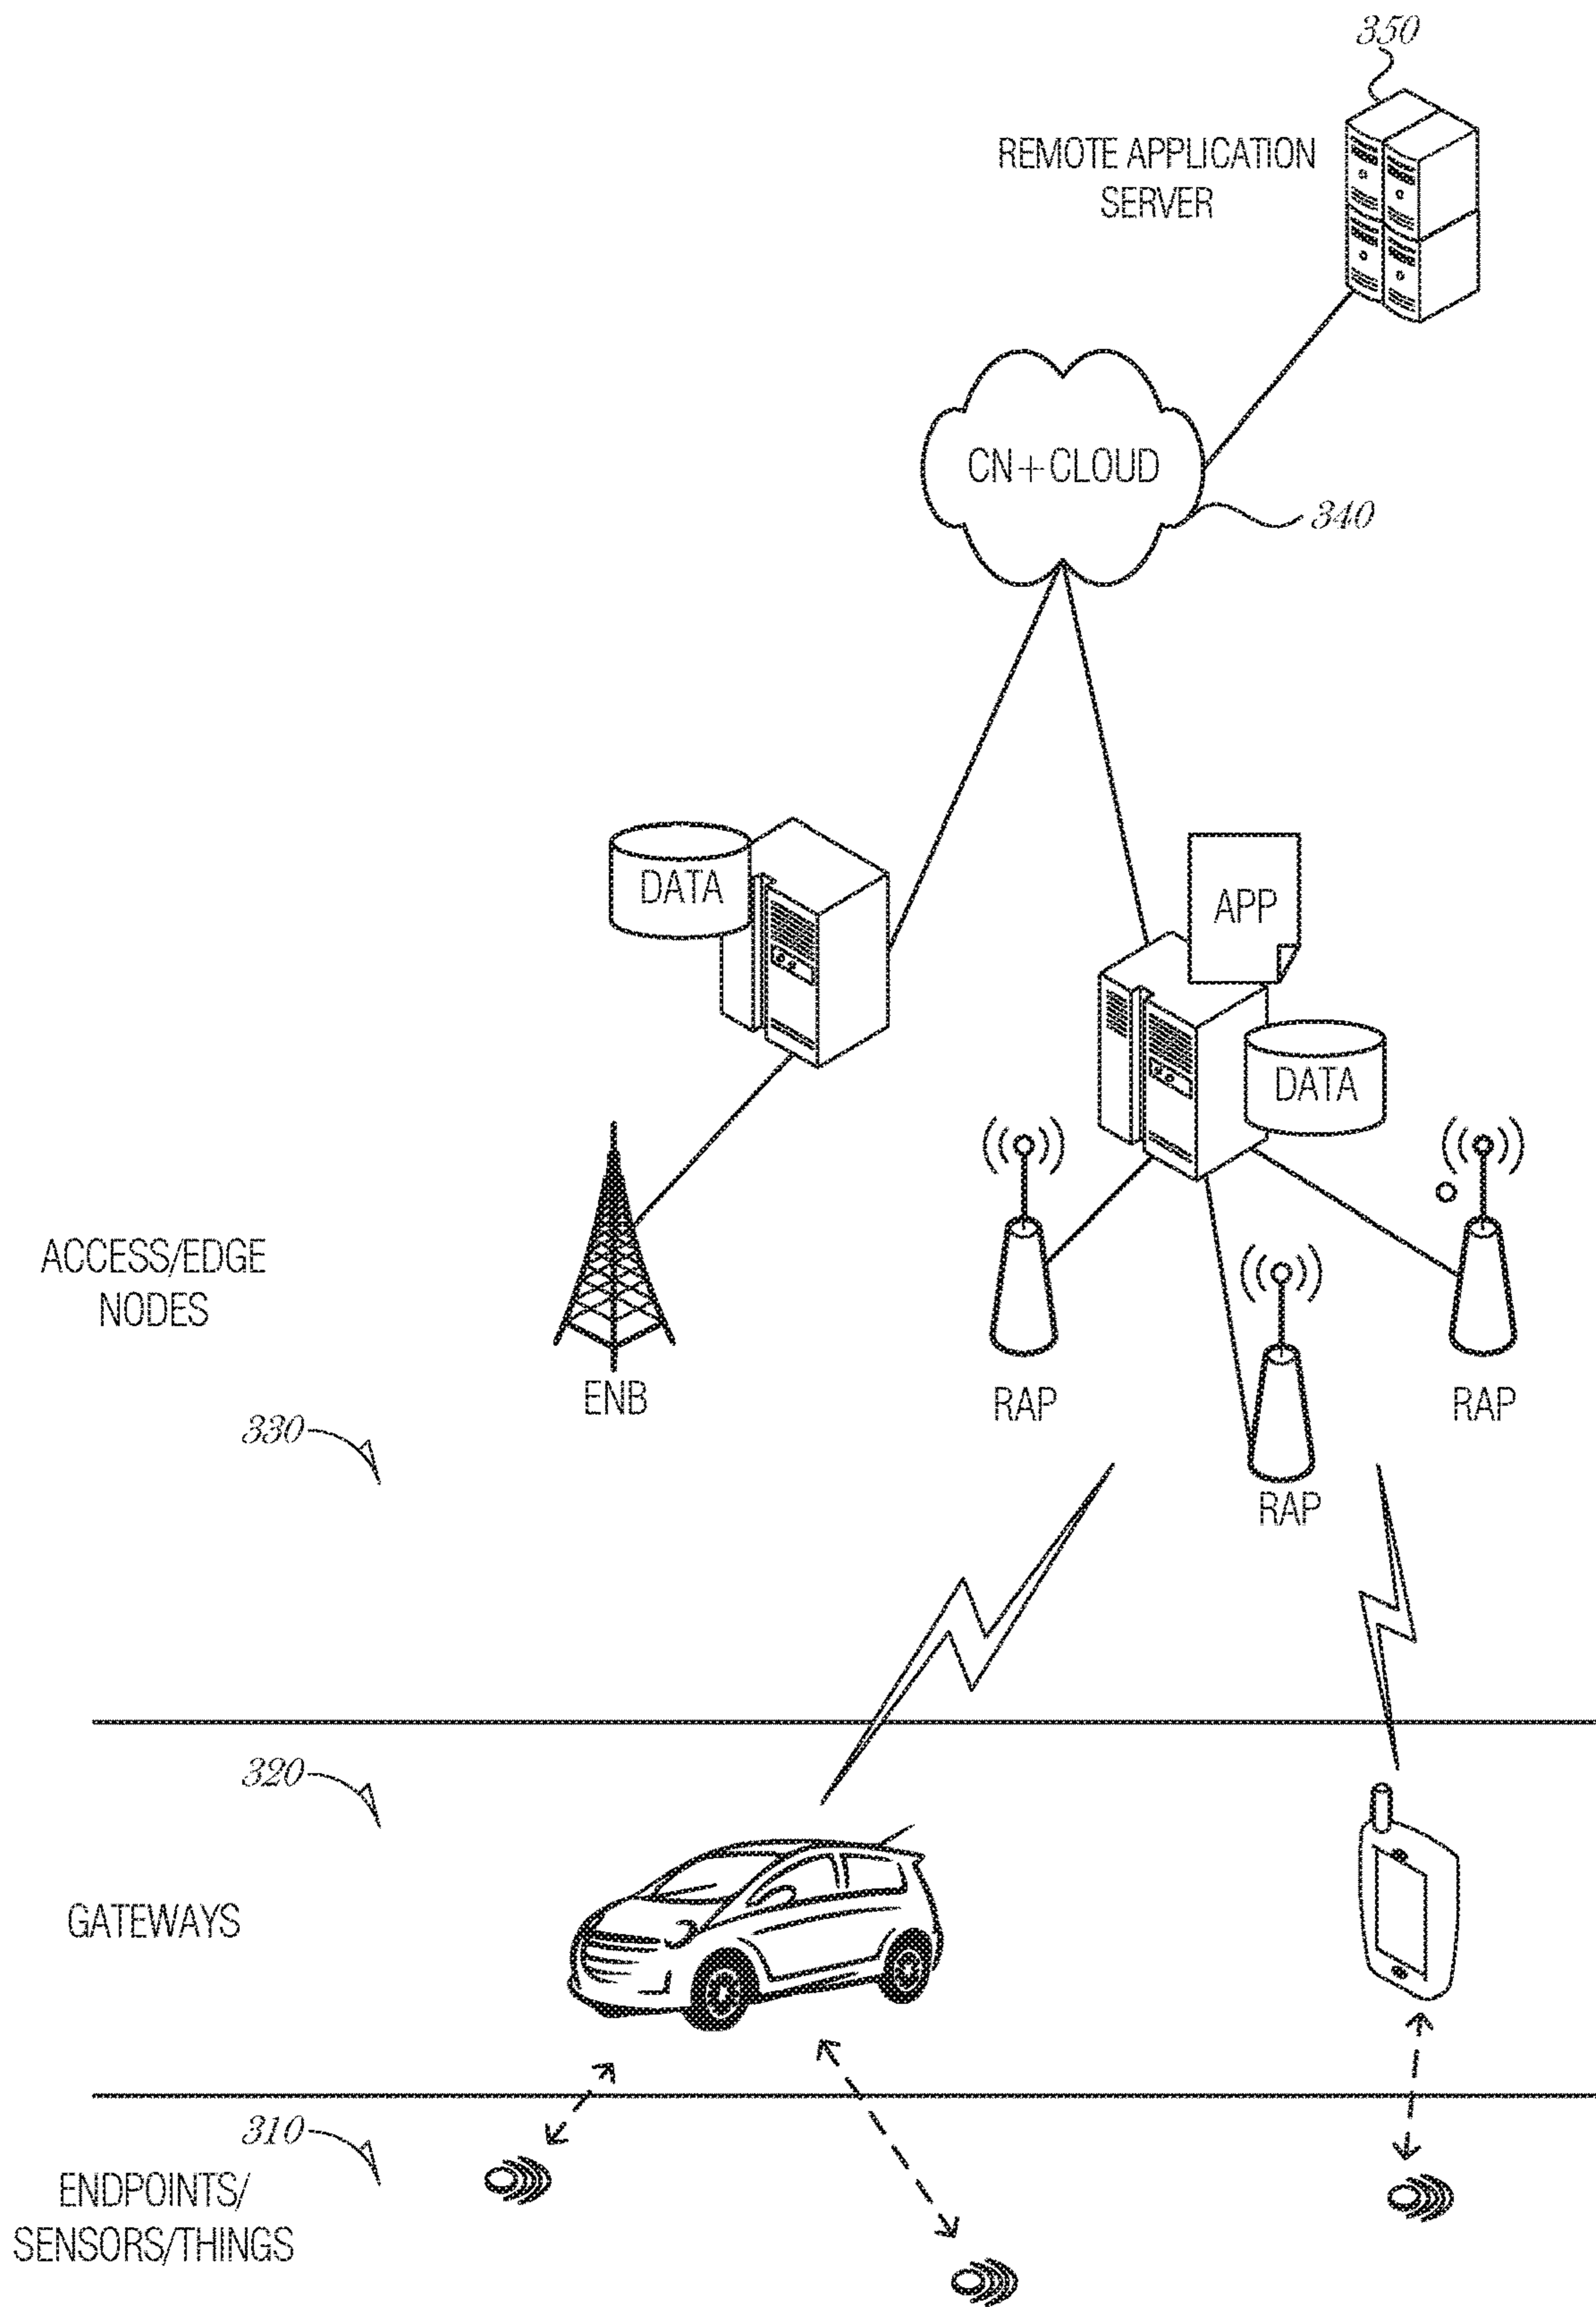 350
REMOTE APPLICATION
SERVER
CN+CLOUD
340
DATA
APP
DATA
ACCESS/EDGE
NODES
ENB
RAP
RAP
RAP
330
320
GATEWAYS
310
ENDPOINTS/
SENSORS/THINGS